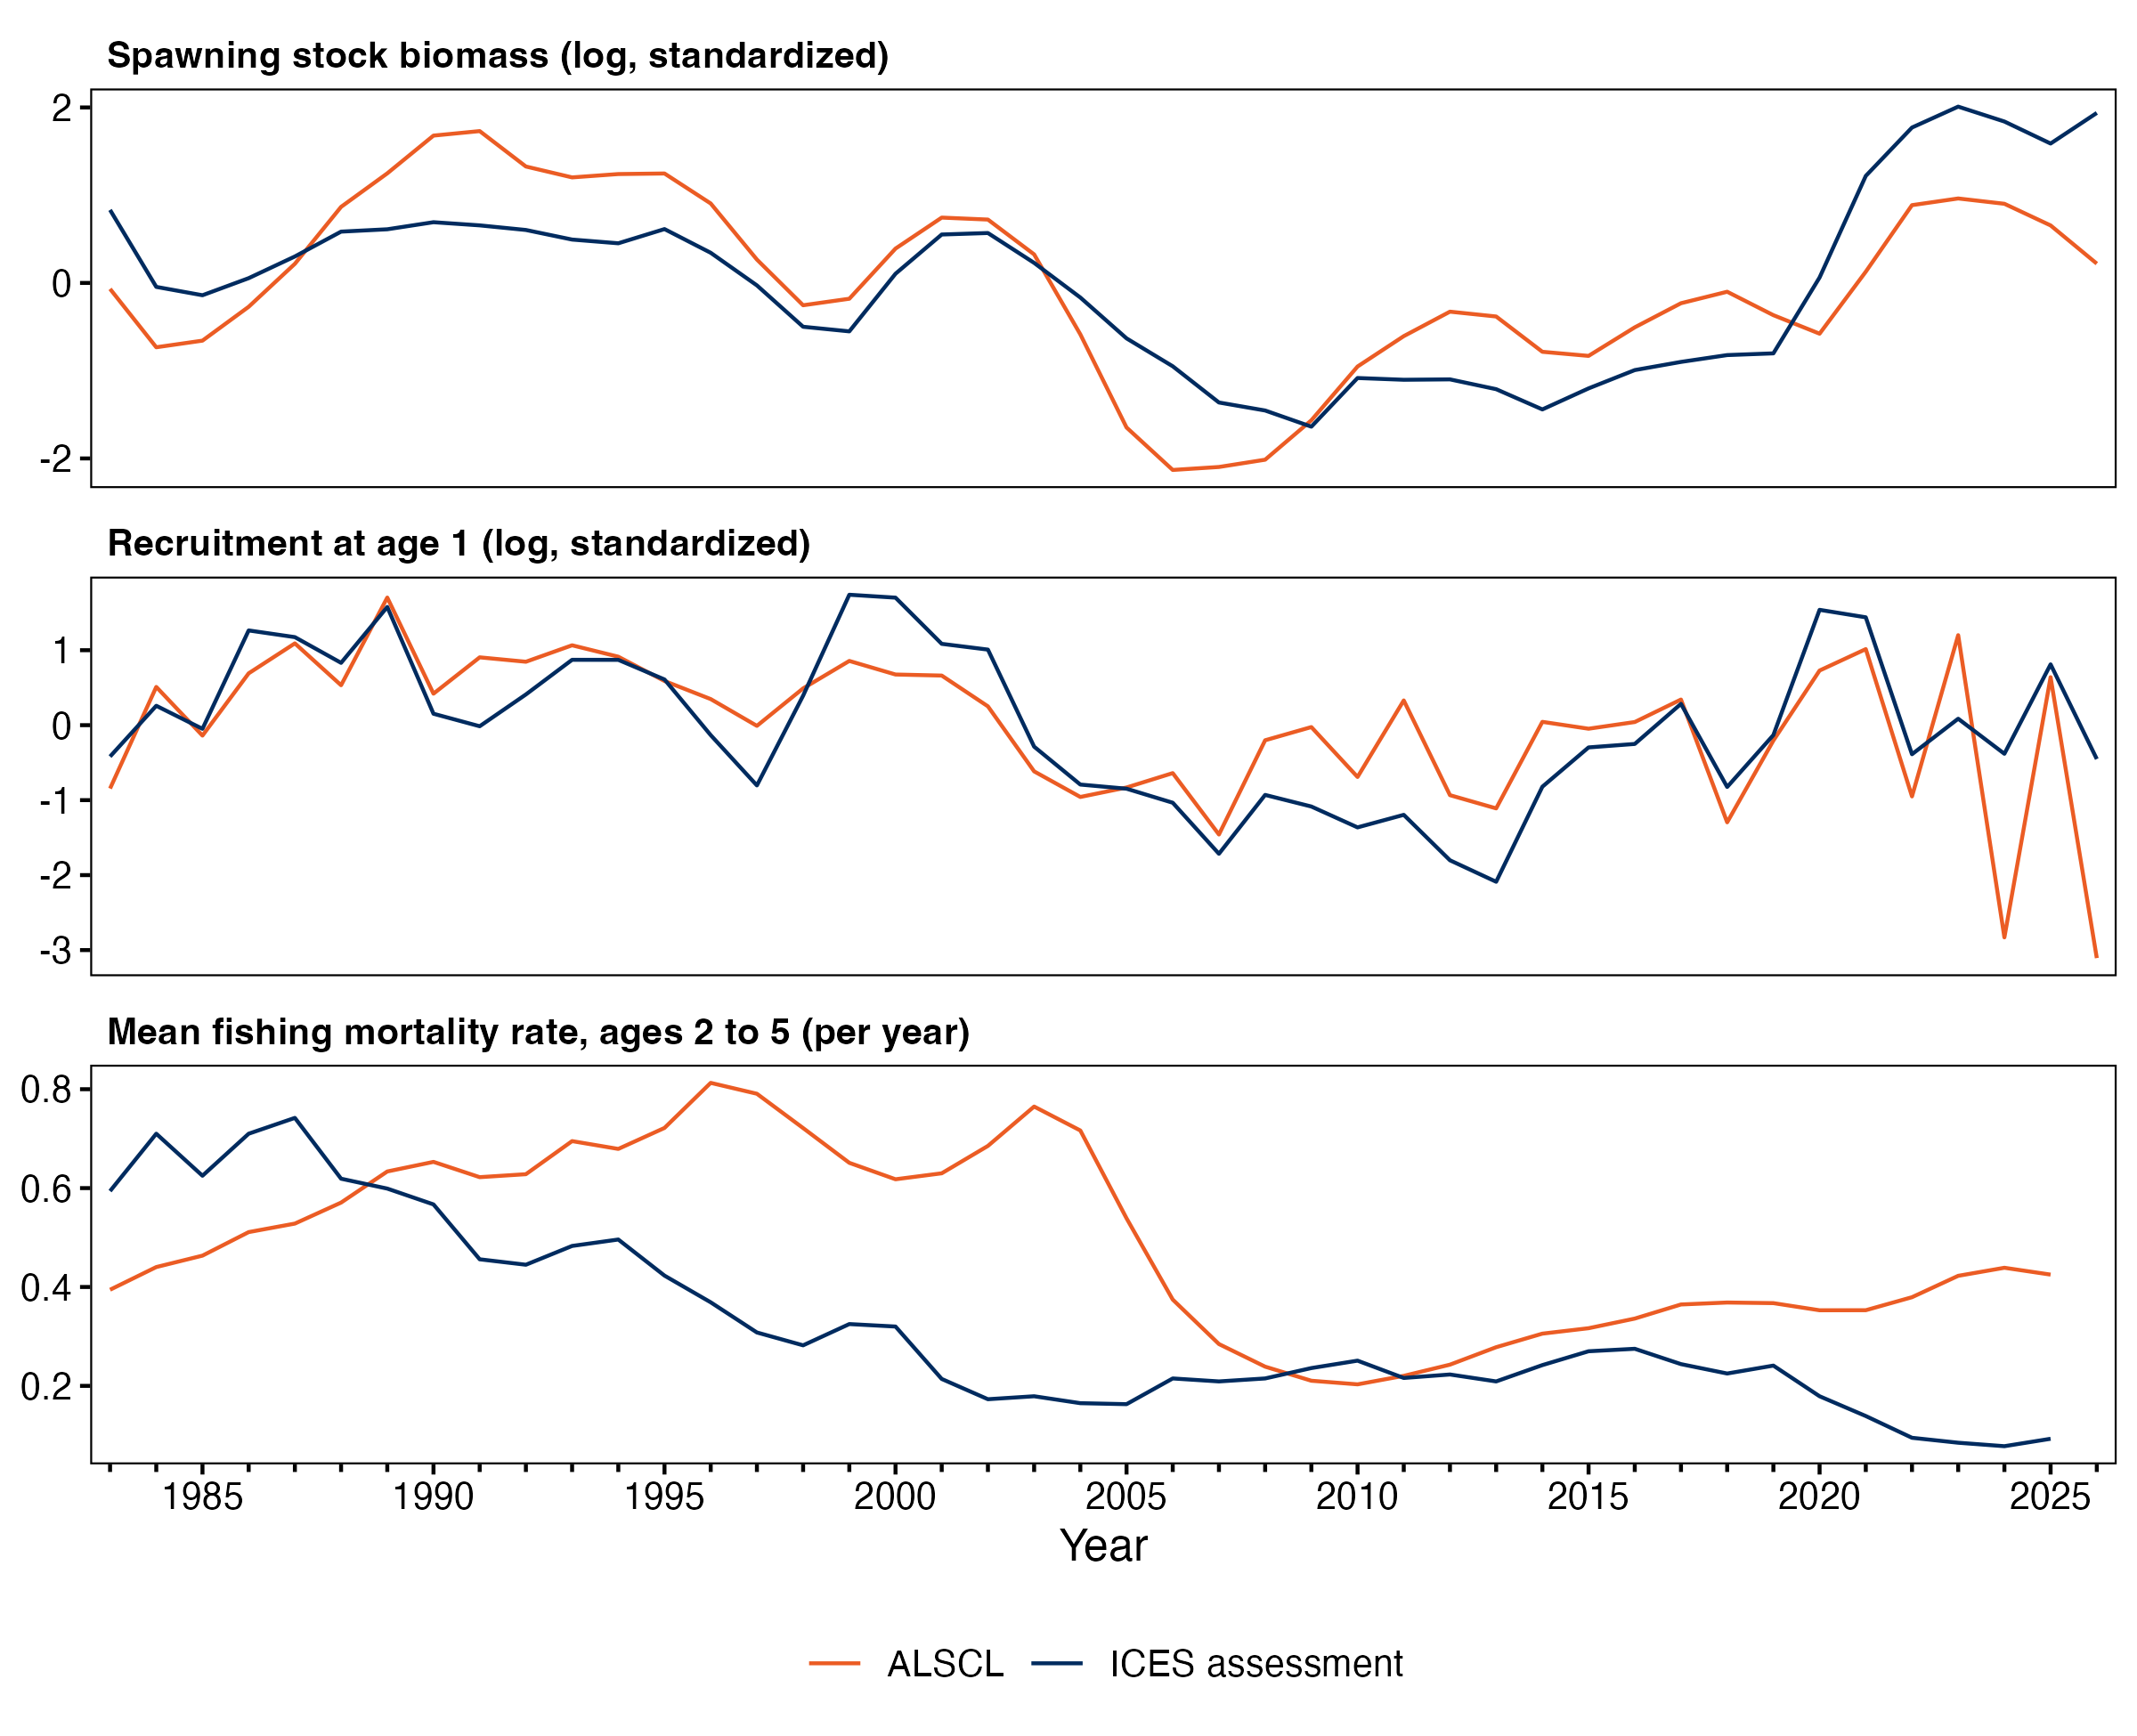 Spawning stock biomass (log, standardized)
2
0
-2
Recruitment at age 1 (log, standardized)
1
0
-1
-2
-3
Mean fishing mortality rate, ages 2 to 5 (per year)
0.8
0.6
0.4
0.2
1985 1990 1995 2000 2005 2010 2015 2020 2025
Year
ALSCL ICES assessment